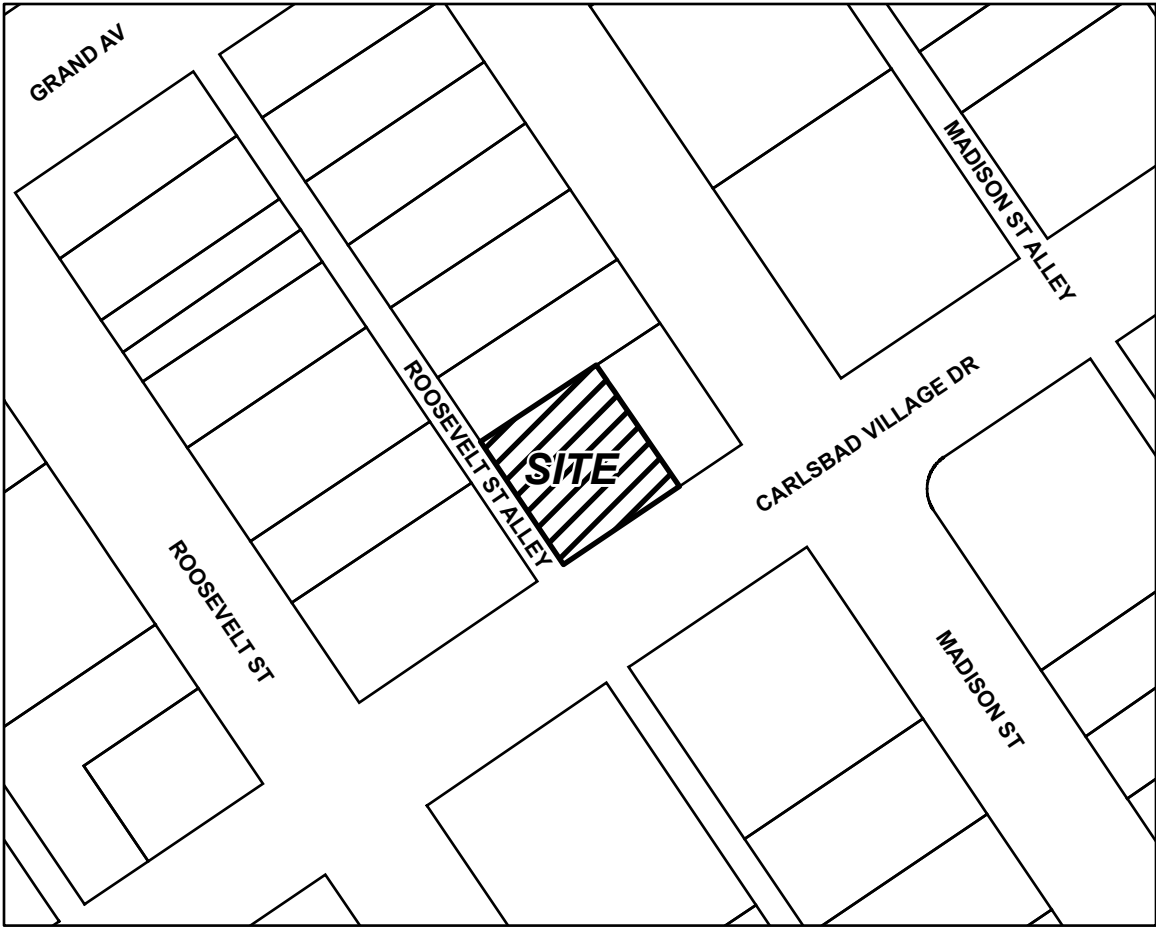 GRAND AV
MADISON ST ALLEY
ROOSEVELT ST ALLEY
CARLSBAD VILLAGE DR
SITE
ROOSEVELT ST
MADISON ST